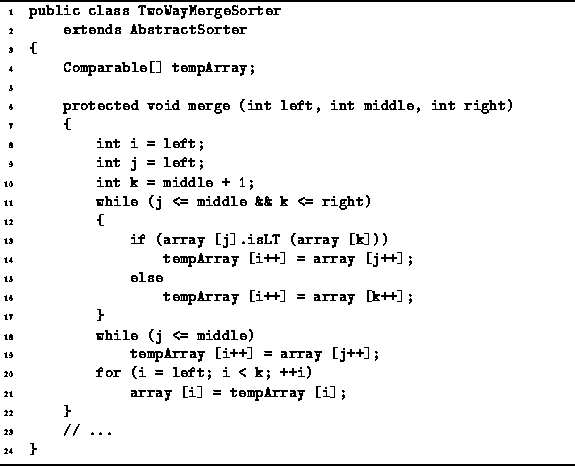 1 public class TwoWayMergeSorter
2 extends AbstractSorter
3 {
4 Comparable[] tempArray;
5
6 protected void merge (int left, int middle, int right)
7 {
8 int i = left;
9 int j = left;
10 int k = middle + 1;
11 while (j <= middle && k <= right)
12 {
13 if (array [j].isLT (array [k]))
14 tempArray [i++] = array [j++];
15 else
16 tempArray [i++] = array [k++];
17 }
18 while (j <= middle)
19 tempArray [i++] = array [j++];
20 for (i = left; i < k; ++i)
21 array [i] = tempArray [i];
22 }
23 // ...
24 }